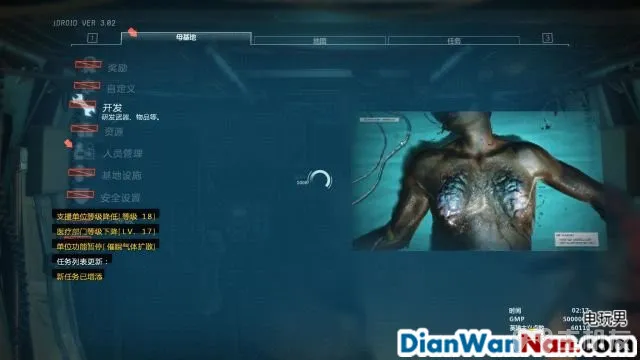 iDROID VER 3.02
1
母基地
地图
任务
3
奖励
自定义
开发
研发武器、物品等。
资源
人员管理
基地设施
安全设置
支援单位等级降低[等级 18]
医疗部门等级下降[LV. 17]
单位功能暂停[催眠气体扩散]
任务列表更新：
新任务已增添
时间
GMP
电玩男
DianWanNan.com